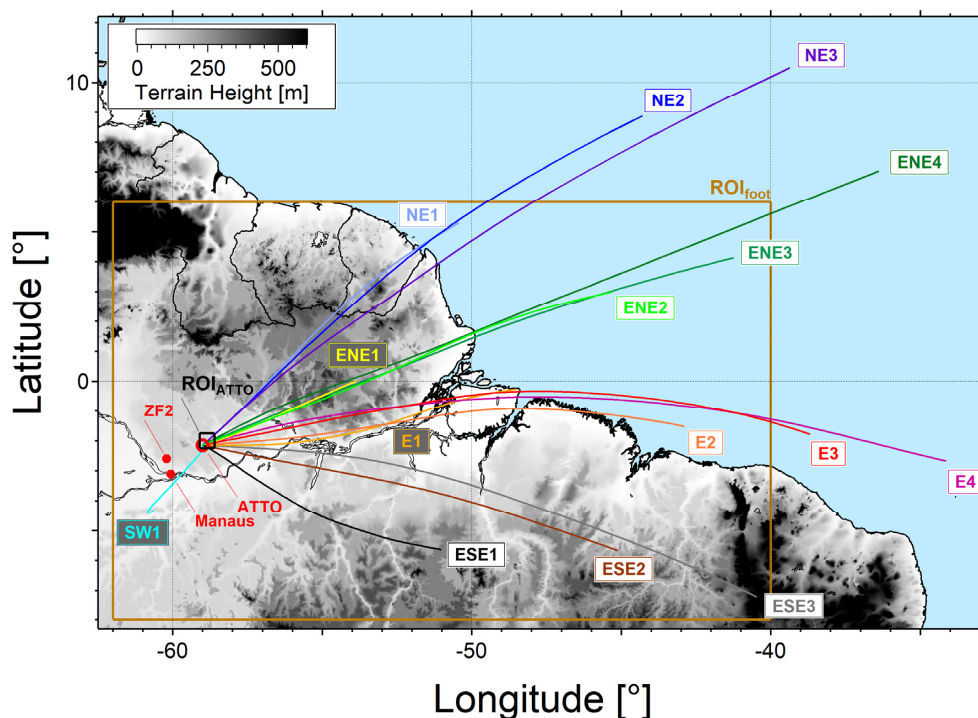 0 250 500
Terrain Height [m]
NE3
NE2
10
ENE4
ROIfoot
NE1
ENE3
ENE2
ENE1
ROIATTO
0
ZF2
E1
E2
E3
E4
ATTO
Manaus
SW1
ESE1
ESE2
ESE3
Latitude [°]
-60 -50 -40
Longitude [°]